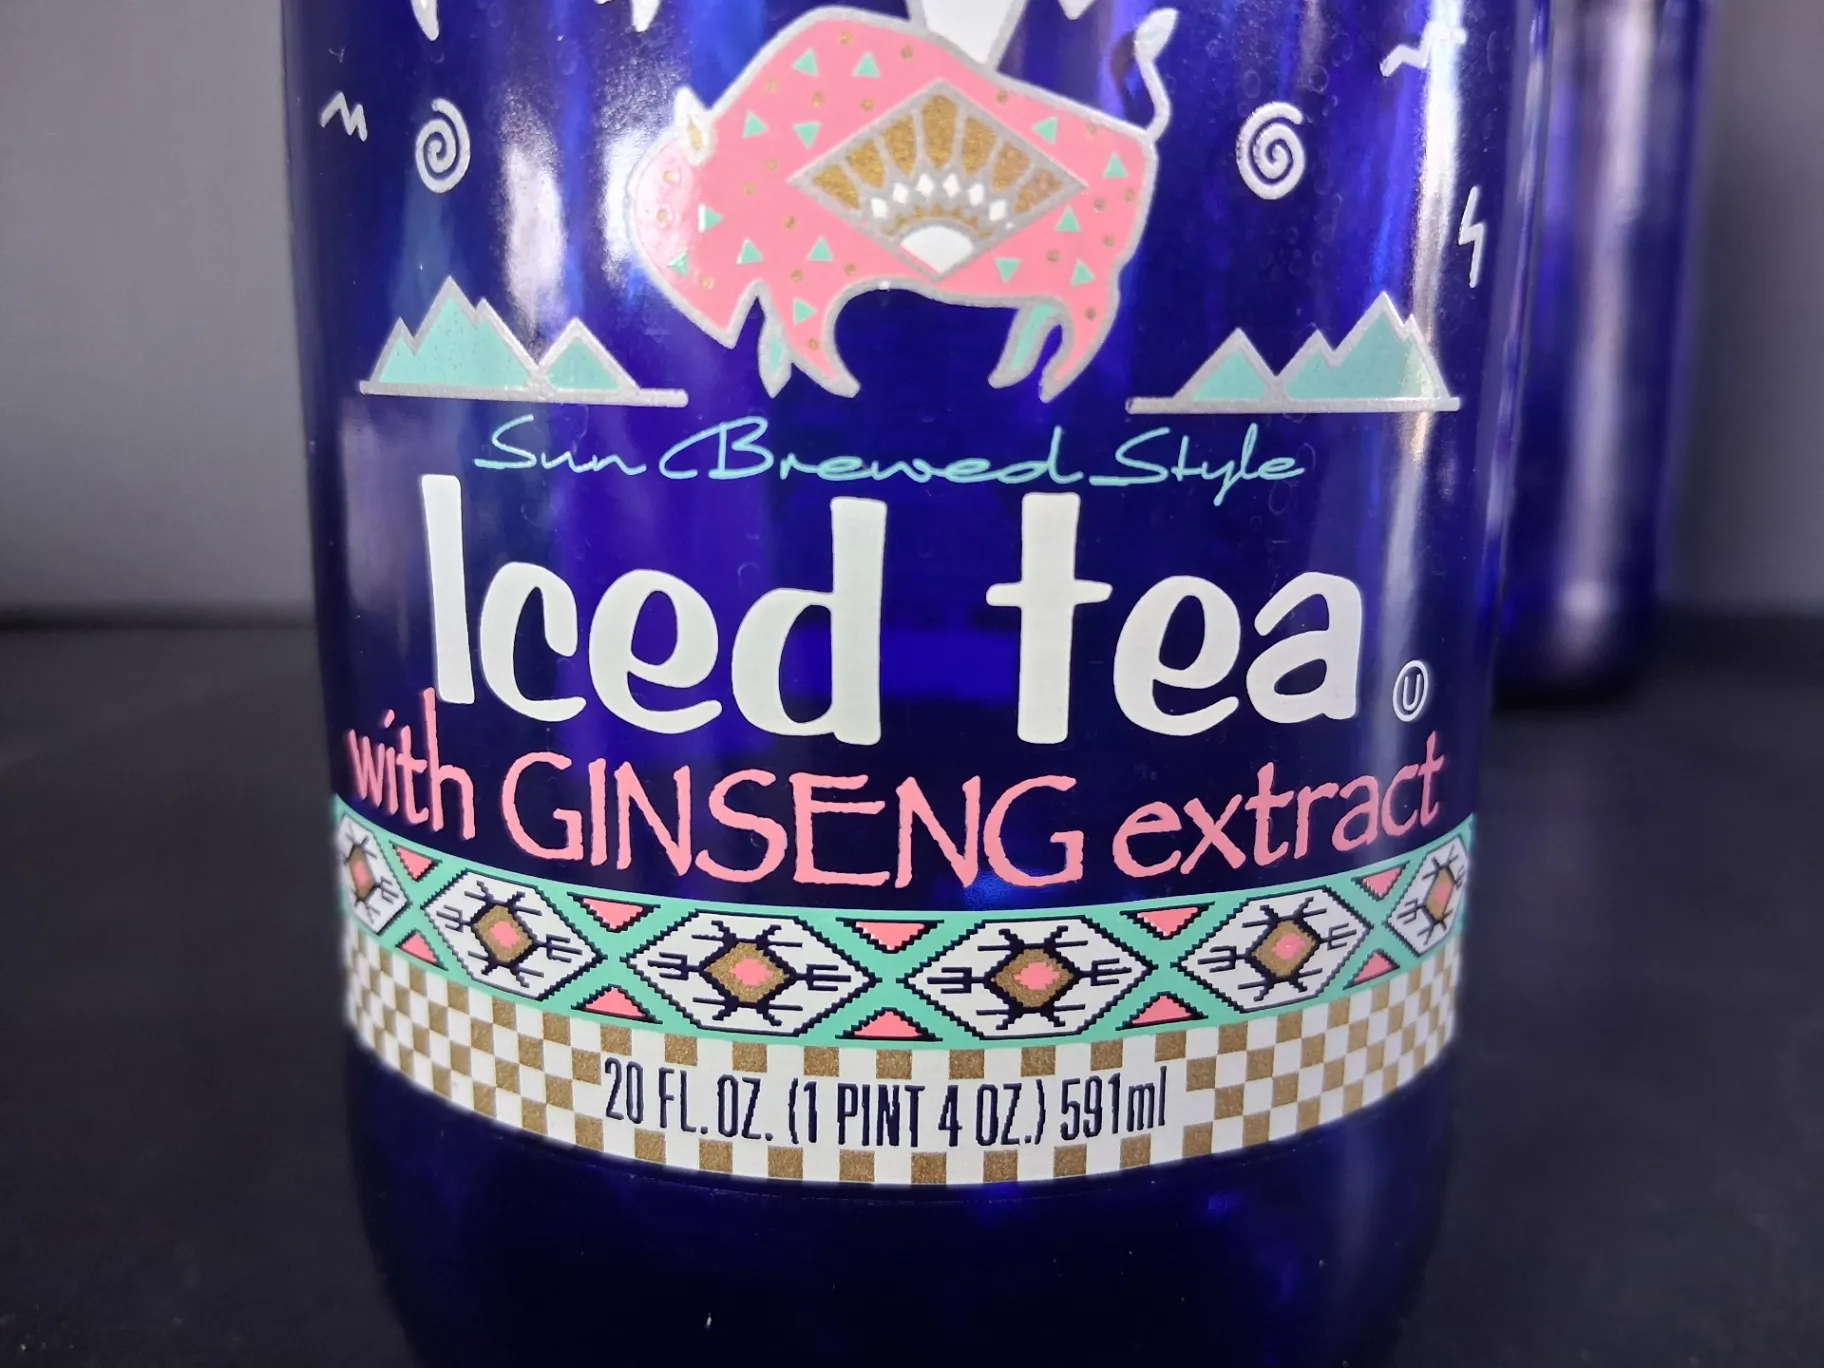 Sun Brewed Style
Iced tea
Ⓤ
with GINSENG extract
20 FL. OZ. (1 PINT 4 OZ.) 591ml